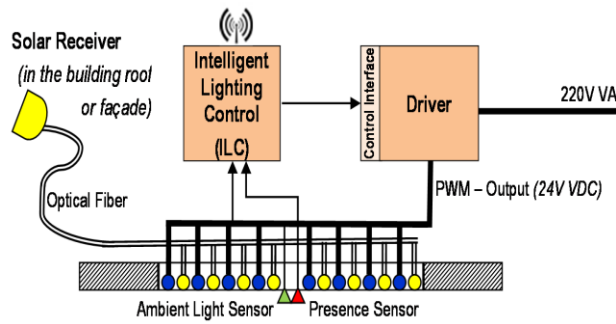 Solar Receiver
(in the building roof
or façade)
Intelligent
Lighting
Control
(ILC)
Control Interface
Driver
220V VA
PWM – Output (24V VDC)
Optical Fiber
Ambient Light Sensor
Presence Sensor